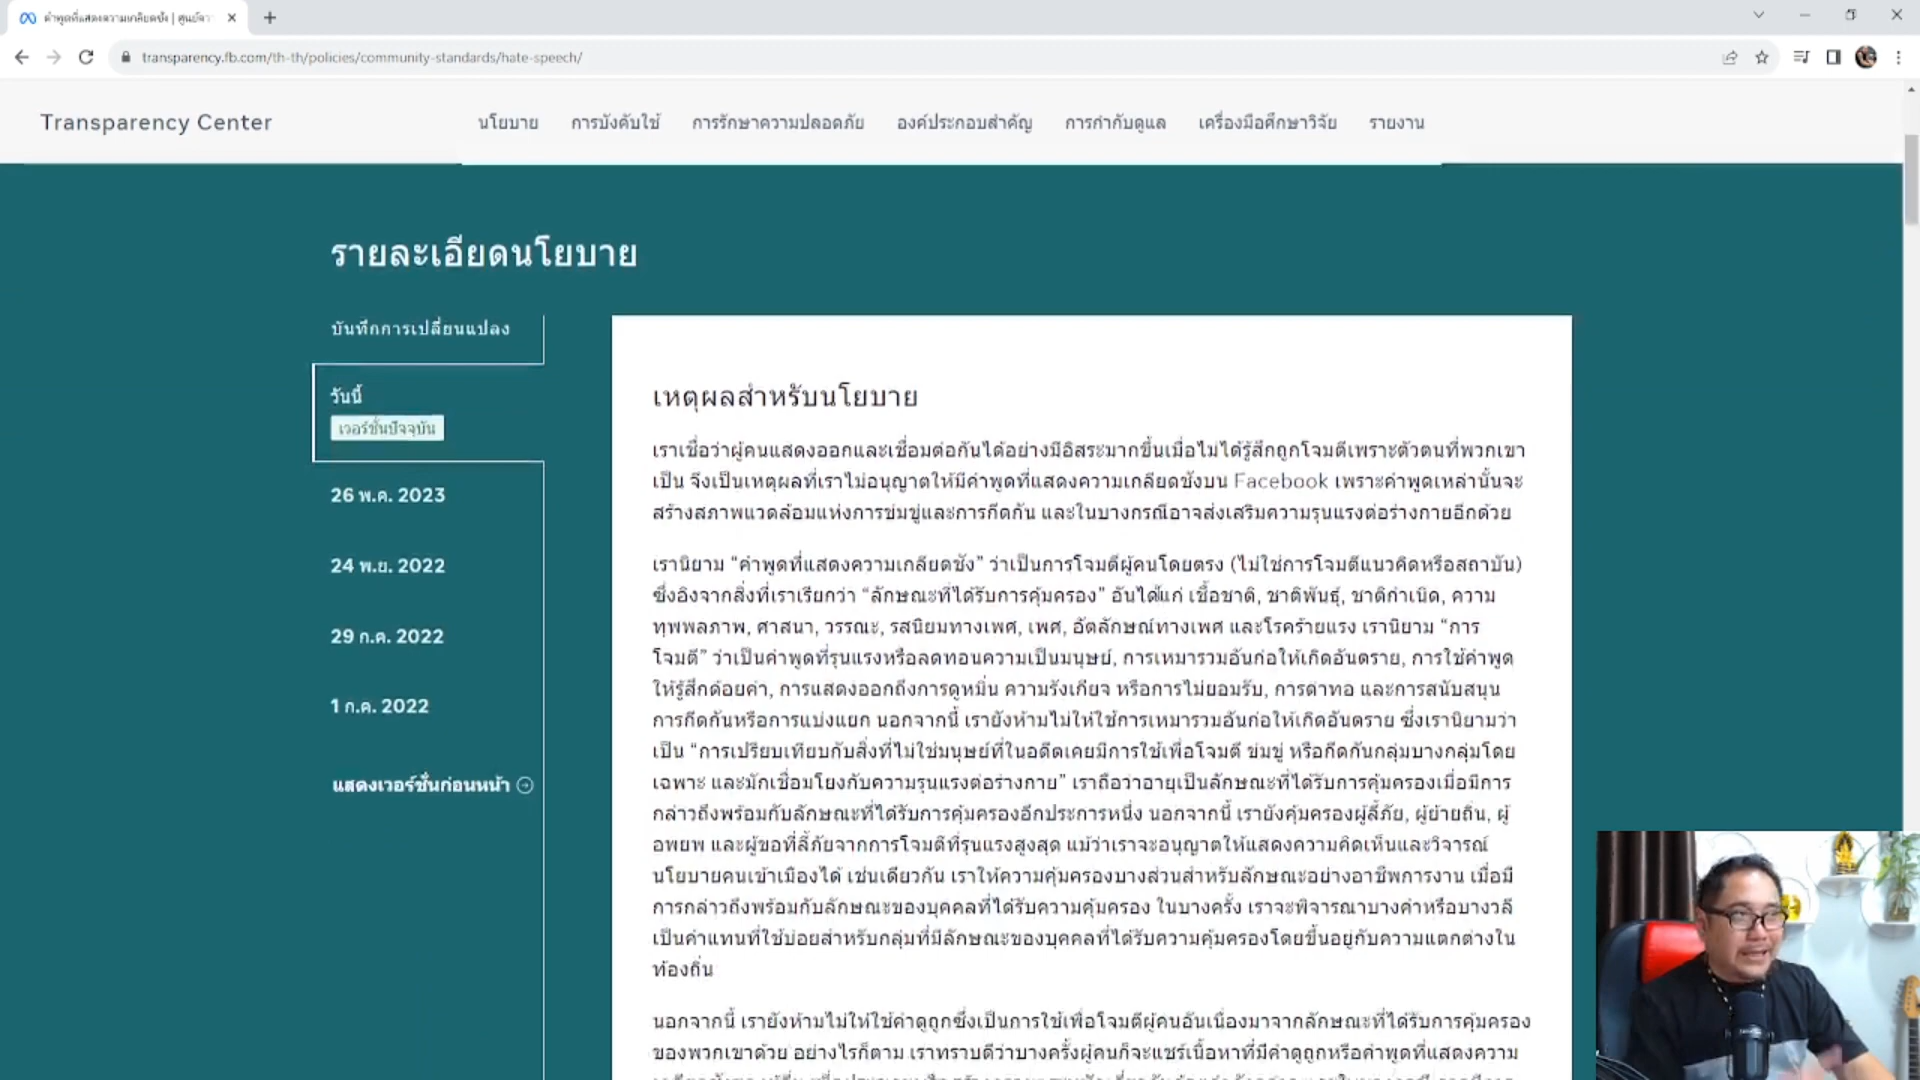 คำพูดที่แสดงความเกลียดชัง | ศูนย์คว
transparency.fb.com/th-th/policies/community-standards/hate-speech/
Transparency Center
นโยบาย
การบังคับใช้
การรักษาความปลอดภัย
องค์ประกอบสำคัญ
การกำกับดูแล
เครื่องมือศึกษาวิจัย
รายงาน
รายละเอียดนโยบาย
บันทึกการเปลี่ยนแปลง
วันนี้
เวอร์ชั่นปัจจุบัน
26 พ.ค. 2023
24 พ.ย. 2022
29 ก.ค. 2022
1 ก.ค. 2022
แสดงเวอร์ชั่นก่อนหน้า
เหตุผลสำหรับนโยบาย
เราเชื่อว่าผู้คนแสดงออกและเชื่อมต่อกันได้อย่างมีอิสระมากขึ้นเมื่อไม่ได้รู้สึกถูกโจมตีเพราะตัวตนที่พวกเขา
เป็น จึงเป็นเหตุผลที่เราไม่อนุญาตให้มีคำพูดที่แสดงความเกลียดชังบน Facebook เพราะคำพูดเหล่านั้นจะ
สร้างสภาพแวดล้อมแห่งการข่มขู่และการกีดกัน และในบางกรณีอาจส่งเสริมความรุนแรงต่อร่างกายอีกด้วย
เรานิยาม “คำพูดที่แสดงความเกลียดชัง” ว่าเป็นการโจมตีผู้คนโดยตรง (ไม่ใช่การโจมตีแนวคิดหรือสถาบัน)
ซึ่งอิงจากสิ่งที่เราเรียกว่า “ลักษณะที่ได้รับการคุ้มครอง” อันได้แก่ เชื้อชาติ, ชาติพันธุ์, ชาติกำเนิด, ความ
ทุพพลภาพ, ศาสนา, วรรณะ, รสนิยมทางเพศ, เพศ, อัตลักษณ์ทางเพศ และโรคร้ายแรง เรานิยาม “การ
โจมตี” ว่าเป็นคำพูดที่รุนแรงหรือลดทอนความเป็นมนุษย์, การเหมารวมอันก่อให้เกิดอันตราย, การใช้คำพูด
ให้รู้สึกด้อยค่า, การแสดงออกถึงการดูหมิ่น ความรังเกียจ หรือการไม่ยอมรับ, การด่าทอ และการสนับสนุน
การกีดกันหรือการแบ่งแยก นอกจากนี้ เรายังห้ามไม่ให้ใช้การเหมารวมอันก่อให้เกิดอันตราย ซึ่งเรานิยามว่า
เป็น “การเปรียบเทียบกับสิ่งที่ไม่ใช่มนุษย์ที่ในอดีตเคยมีการใช้เพื่อโจมตี ข่มขู่ หรือกีดกันกลุ่มบางกลุ่มโดย
เฉพาะ และมักเชื่อมโยงกับความรุนแรงต่อร่างกาย” เราถือว่าอายุเป็นลักษณะที่ได้รับการคุ้มครองเมื่อมีการ
กล่าวถึงพร้อมกับลักษณะที่ได้รับการคุ้มครองอีกประการหนึ่ง นอกจากนี้ เรายังคุ้มครองผู้ลี้ภัย, ผู้ย้ายถิ่น, ผู้
อพยพ และผู้ขอที่ลี้ภัยจากการโจมตีที่รุนแรงสูงสุด แม้ว่าเราจะอนุญาตให้แสดงความคิดเห็นและวิจารณ์
นโยบายคนเข้าเมืองได้ เช่นเดียวกัน เราให้ความคุ้มครองบางส่วนสำหรับลักษณะอย่างอาชีพการงาน เมื่อมี
การกล่าวถึงพร้อมกับลักษณะของบุคคลที่ได้รับความคุ้มครอง ในบางครั้ง เราจะพิจารณาบางคำหรือบางวลี
เป็นคำแทนที่ใช้บ่อยสำหรับกลุ่มที่มีลักษณะของบุคคลที่ได้รับความคุ้มครองโดยขึ้นอยู่กับความแตกต่างใน
ท้องถิ่น
นอกจากนี้ เรายังห้ามไม่ให้ใช้คำดูถูกซึ่งเป็นการใช้เพื่อโจมตีผู้คนอันเนื่องมาจากลักษณะที่ได้รับการคุ้มครอง
ของพวกเขาด้วย อย่างไรก็ตาม เราทราบดีว่าบางครั้งผู้คนก็จะแชร์เนื้อหาที่มีคำดูถูกหรือคำพูดที่แสดงความ